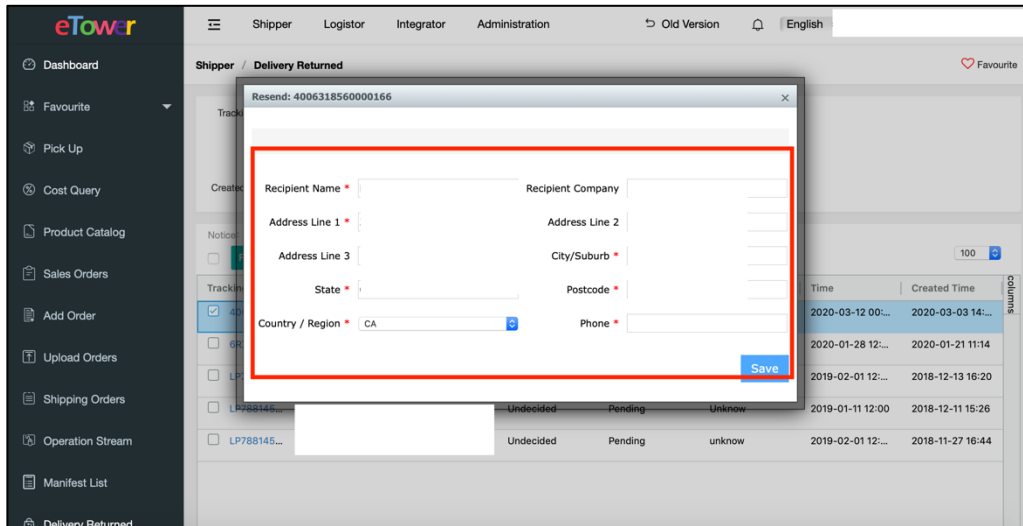 eTower
Shipper Logistor Integrator Administration Old Version English
Dashboard
Shipper / Delivery Returned Favourite
Favourite
Pick Up
Cost Query
Product Catalog
Sales Orders
Add Order
Upload Orders
Shipping Orders
Operation Stream
Manifest List
Delivery Returned
Resend: 4006318560000166 ×
Recipient Name * Recipient Company
Address Line 1 * Address Line 2
Address Line 3 City/Suburb *
State * Postcode *
Country / Region * CA Phone *
Save
Notice:
100
columns
Time Created Time
2020-03-12 00:... 2020-03-03 14:...
2020-01-28 12:... 2020-01-21 11:14
2019-02-01 12:... 2018-12-13 16:20
LP788145... Undecided Pending Unknow 2019-01-11 12:00 2018-12-11 15:26
LP788145... Undecided Pending unknow 2019-02-01 12:... 2018-11-27 16:44